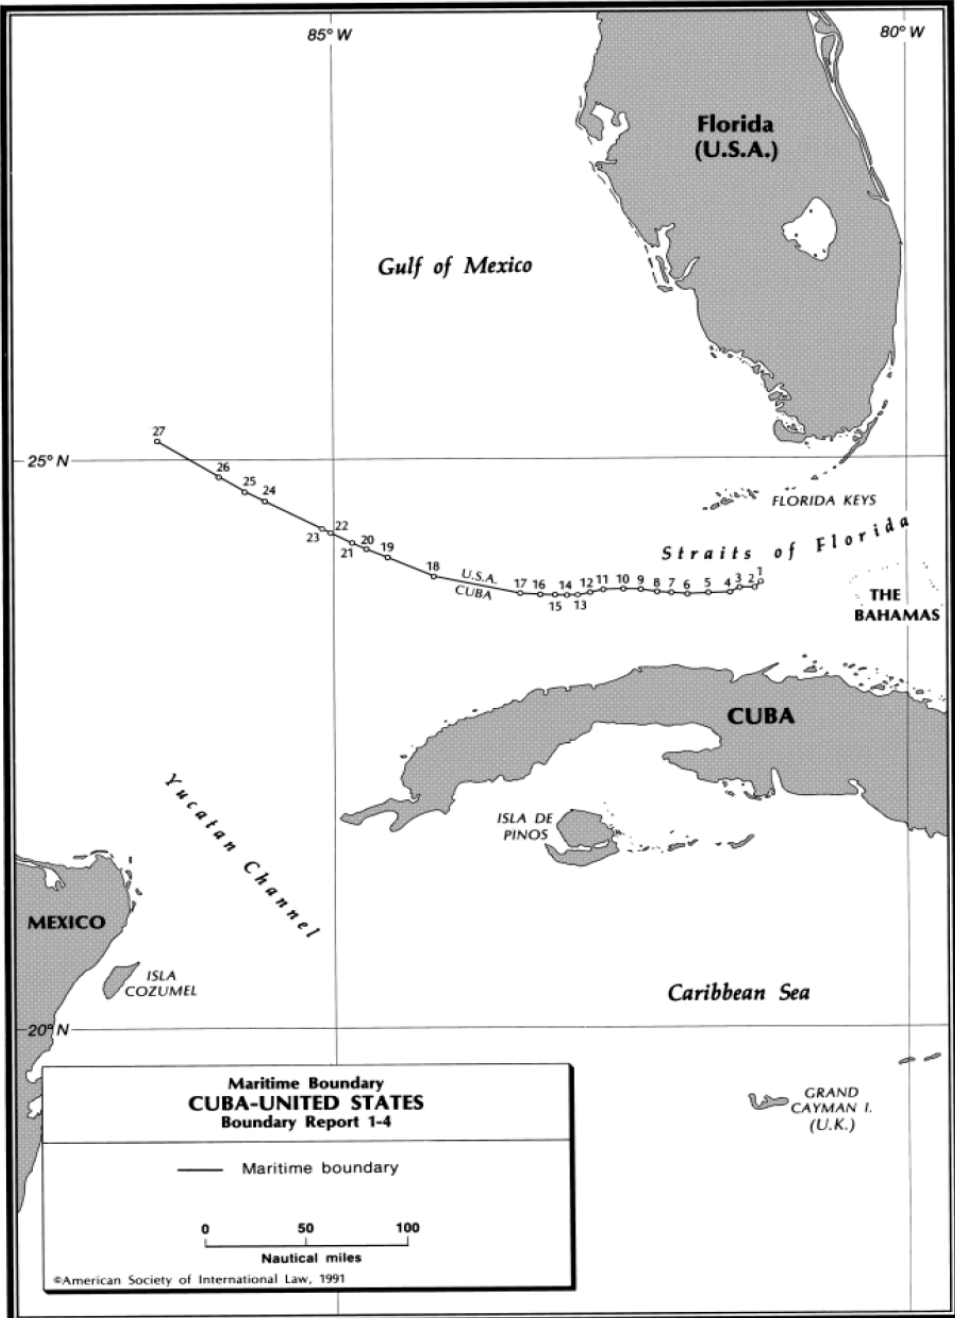 85° W
80° W
Florida
(U.S.A.)
Gulf of Mexico
27
25° N
26
25
24
23
22
21
20
19
18
U.S.A.
CUBA
17
16
15
14
13
12
11
10
9
8
7
6
5
4
3
2
1
FLORIDA KEYS
Straits of Florida
THE
BAHAMAS
CUBA
Yucatan Channel
ISLA DE
PINOS
MEXICO
ISLA
COZUMEL
Caribbean Sea
20° N
GRAND
CAYMAN I.
(U.K.)
Maritime Boundary
CUBA-UNITED STATES
Boundary Report 1-4
Maritime boundary
0 50 100
Nautical miles
©American Society of International Law, 1991